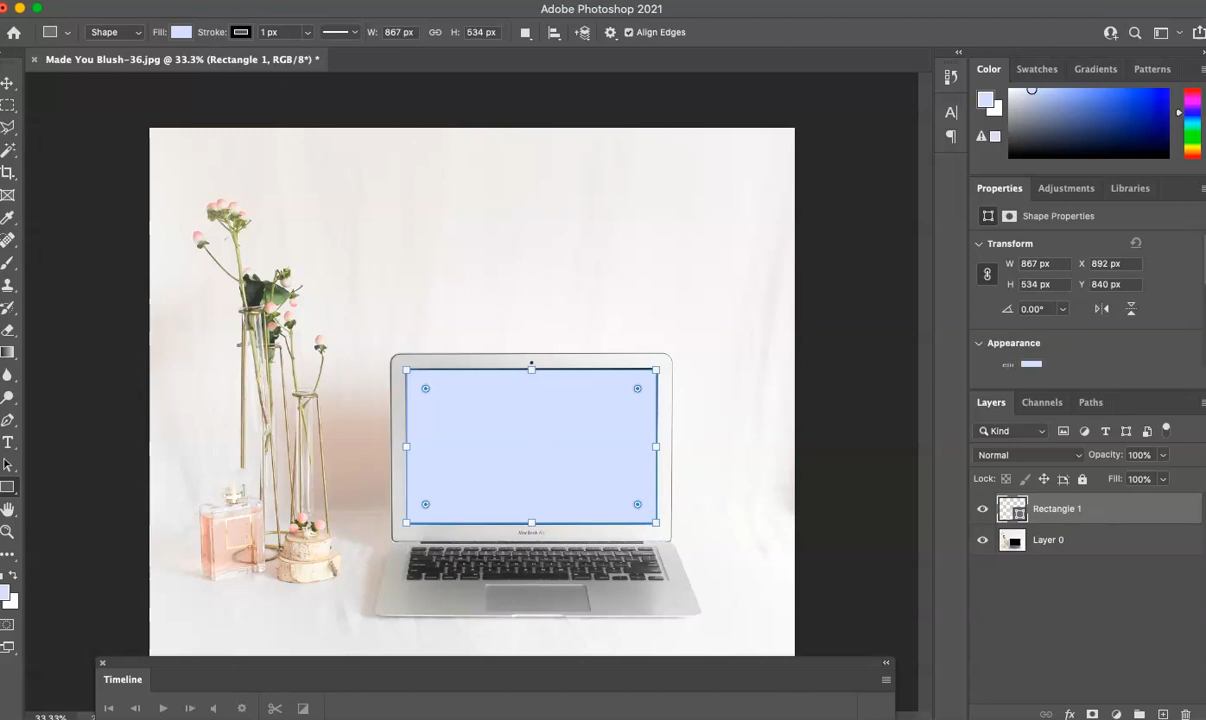 Adobe Photoshop 2021
Shape Fill: Stroke: 1 px W: 867 px H: 534 px Align Edges
Made You Blush-36.jpg @ 33.3% (Rectangle 1, RGB/8*) *
Color Swatches Gradients Patterns
Properties Adjustments Libraries
Shape Properties
Transform
W 867 px X 892 px
H 534 px Y 840 px
0.00°
Appearance
Layers Channels Paths
Kind
Normal Opacity: 100%
Lock: Fill: 100%
Rectangle 1
Layer 0
MacBook Air
Timeline
33.33%